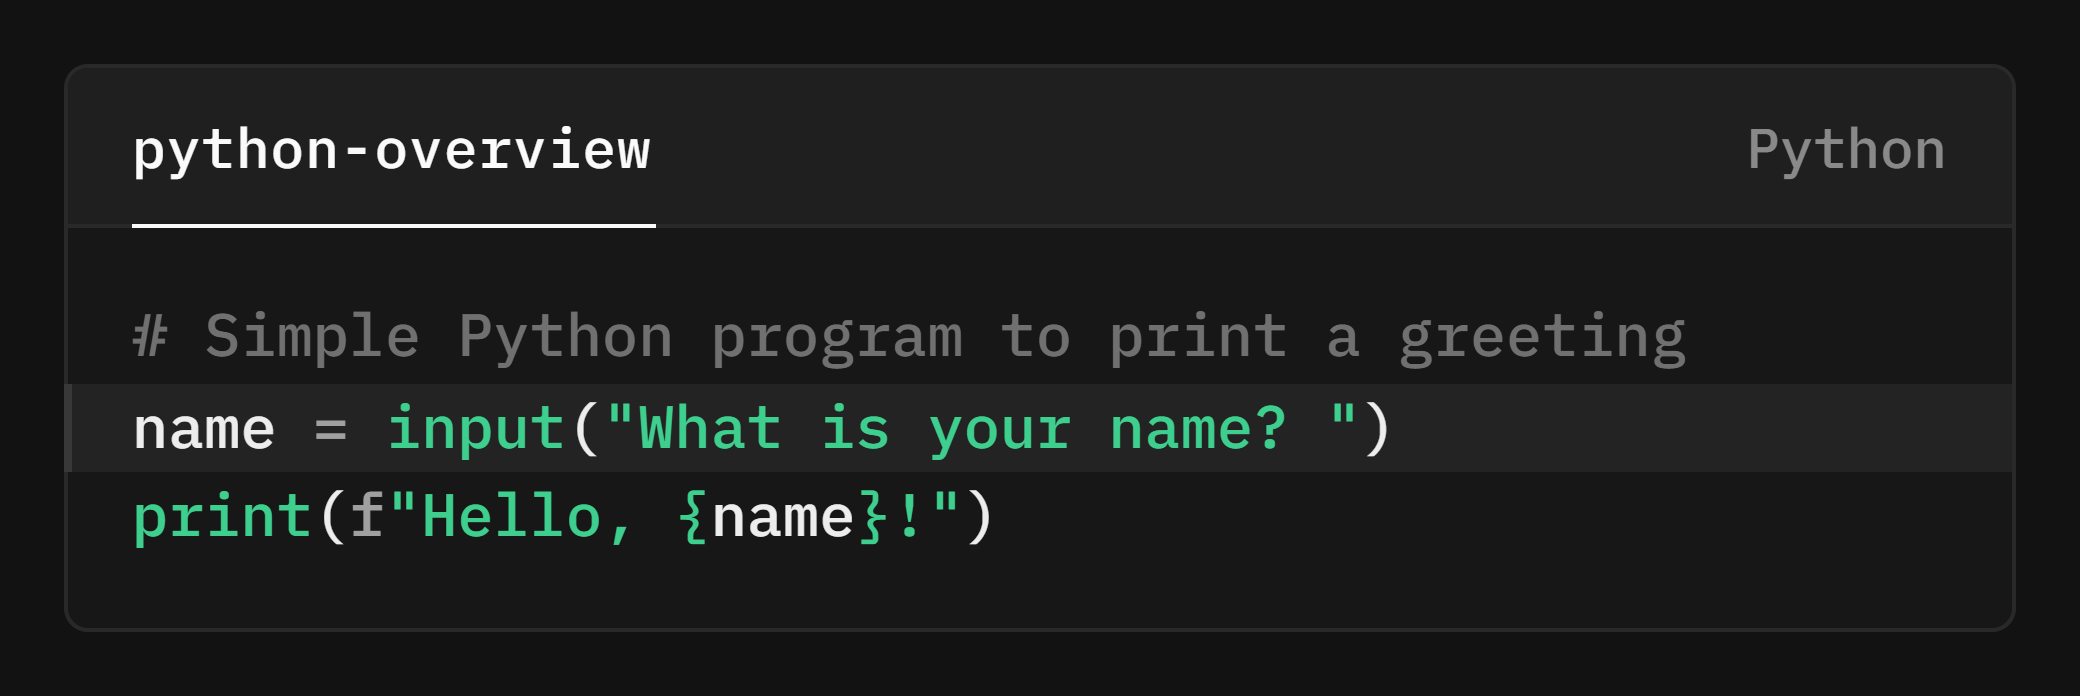 python-overview
Python
# Simple Python program to print a greeting
name = input("What is your name? ")
print(f"Hello, {name}!")